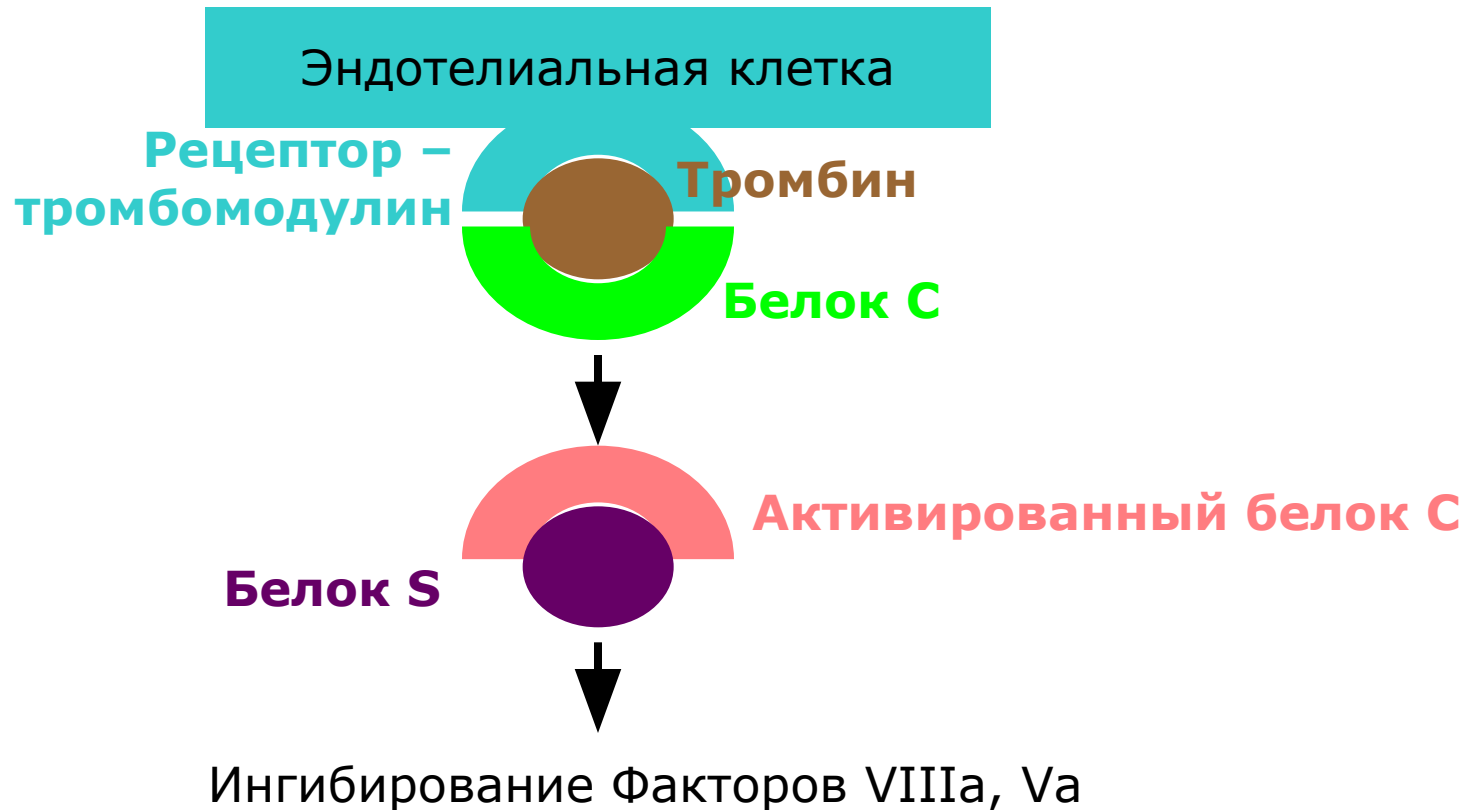 Эндотелиальная клетка
Рецептор –
тромбомодулин
Тромбин
Белок С
Активированный белок С
Белок S
Ингибирование Факторов VIIIa, Va